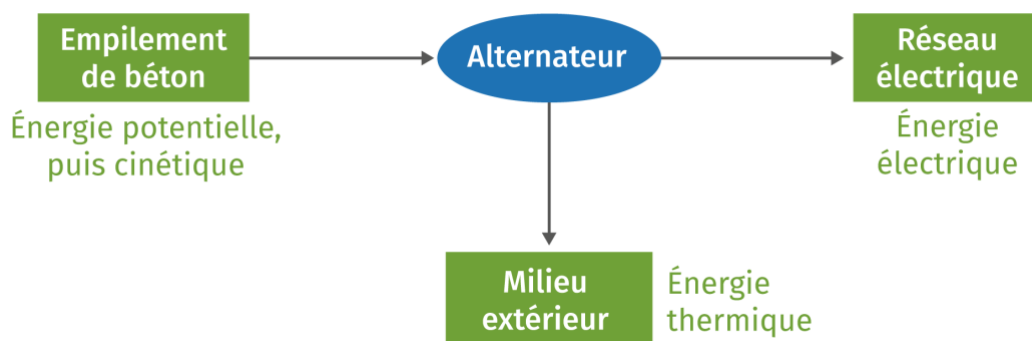 Empilement
de béton
Énergie potentielle,
puis cinétique
Alternateur
Réseau
électrique
Énergie
électrique
Milieu
extérieur
Énergie
thermique